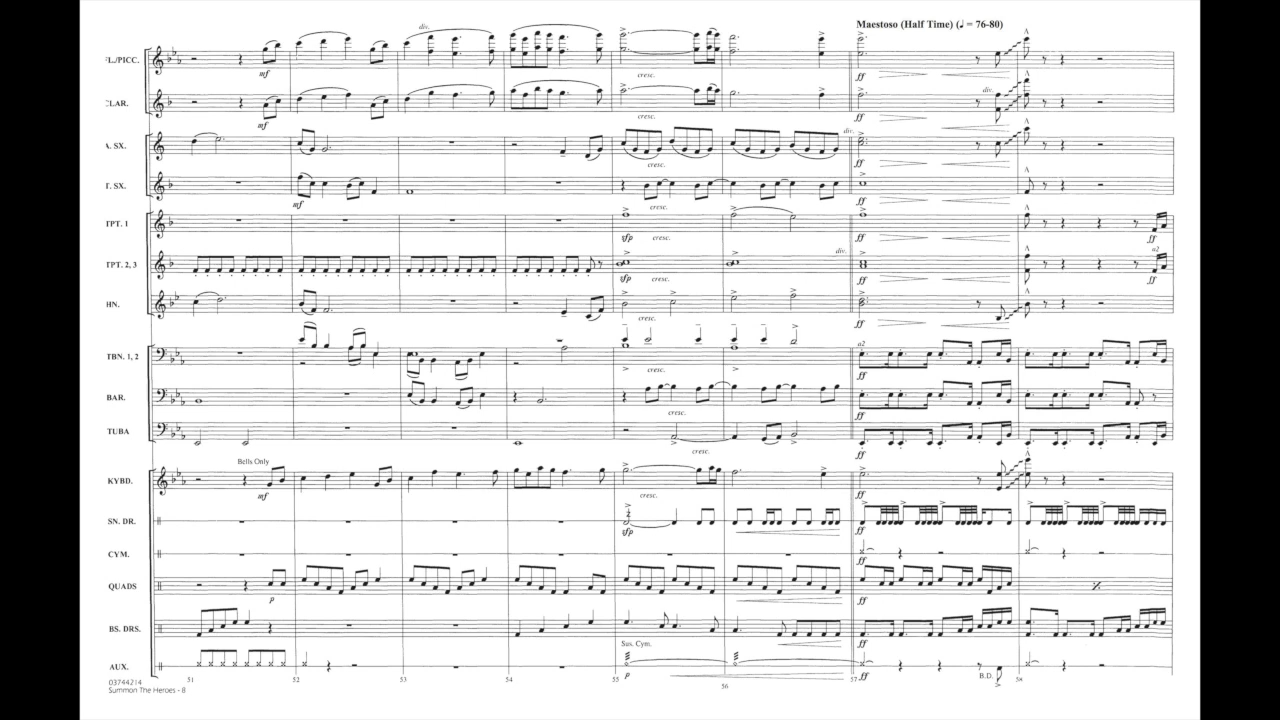 Maestoso (Half Time) (♩ = 76-80)
div.
FL./PICC.
mf
cresc.
ff
CLAR.
div.
mf
cresc.
ff
A. SX.
div.
cresc.
ff
T. SX.
mf
cresc.
ff
TPT. 1
sfp
cresc.
ff
ff
TPT. 2, 3
div.
a2
sfp
cresc.
ff
ff
HN.
cresc.
ff
TBN. 1, 2
a2
cresc.
ff
BAR.
cresc.
ff
TUBA
cresc.
ff
Bells Only
KYBD.
mf
cresc.
ff
SN. DR.
sfp
ff
CYM.
ff
QUADS
p
ff
BS. DRS.
ff
Sus. Cym.
AUX.
p
ff
B.D.
51 52 53 54 55 56 57 58
03744214
Summon The Heroes - 8